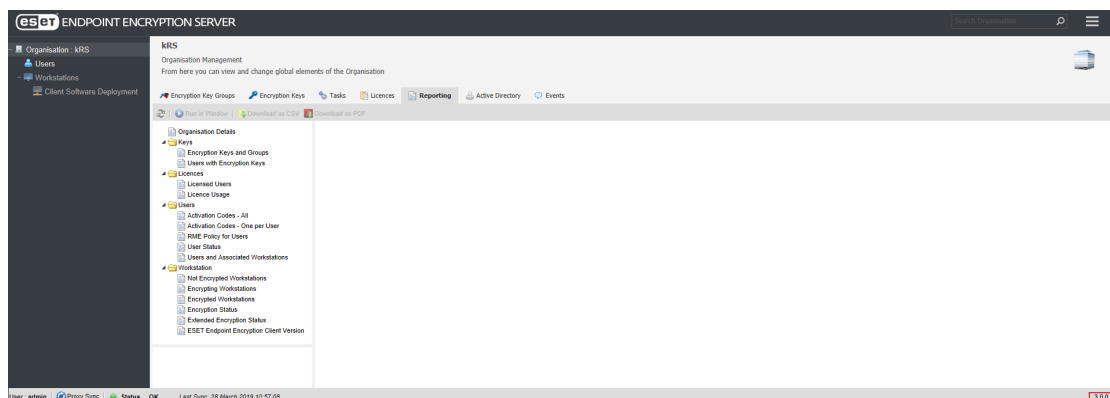 eseT ENDPOINT ENCRYPTION SERVER
Search Organisation
Organisation : kRS
Users
Workstations
Client Software Deployment
kRS
Organisation Management
From here you can view and change global elements of the Organisation
Encryption Key Groups Encryption Keys Tasks Licences Reporting Active Directory Events
Run in Window Download as CSV Download as PDF
Organisation Details
Keys
Encryption Keys and Groups
Users with Encryption Keys
Licences
Licensed Users
Licence Usage
Users
Activation Codes - All
Activation Codes - One per User
RME Policy for Users
User Status
Users and Associated Workstations
Workstation
Not Encrypted Workstations
Encrypting Workstations
Encrypted Workstations
Encryption Status
Extended Encryption Status
ESET Endpoint Encryption Client Version
User : admin Proxy Sync Status OK Last Sync: 28 March 2019 10:57:08 3.0.0